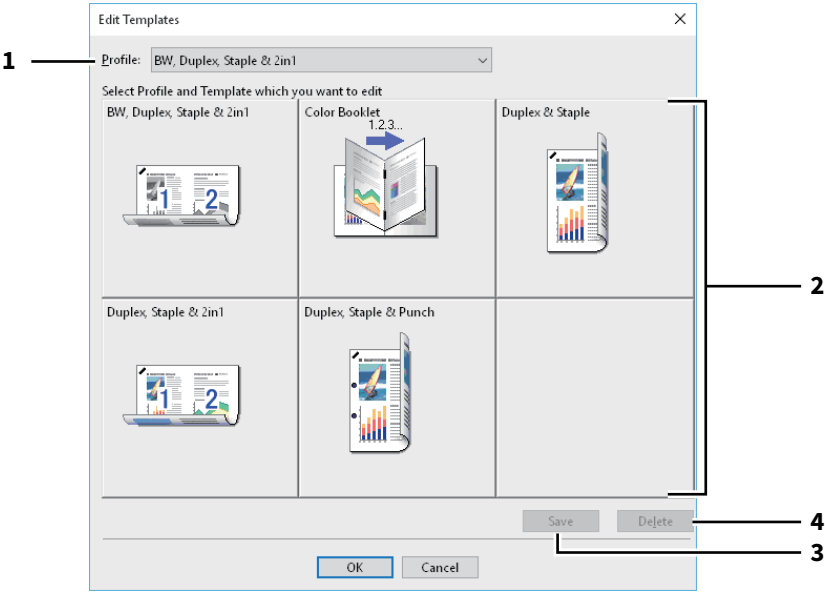 Edit Templates
1
Profile: BW, Duplex, Staple & 2in1
Select Profile and Template which you want to edit
BW, Duplex, Staple & 2in1
Color Booklet
Duplex & Staple
1.2.3...
1 2
2
Duplex, Staple & 2in1
Duplex, Staple & Punch
1 2
Save
Delete
4
3
OK
Cancel